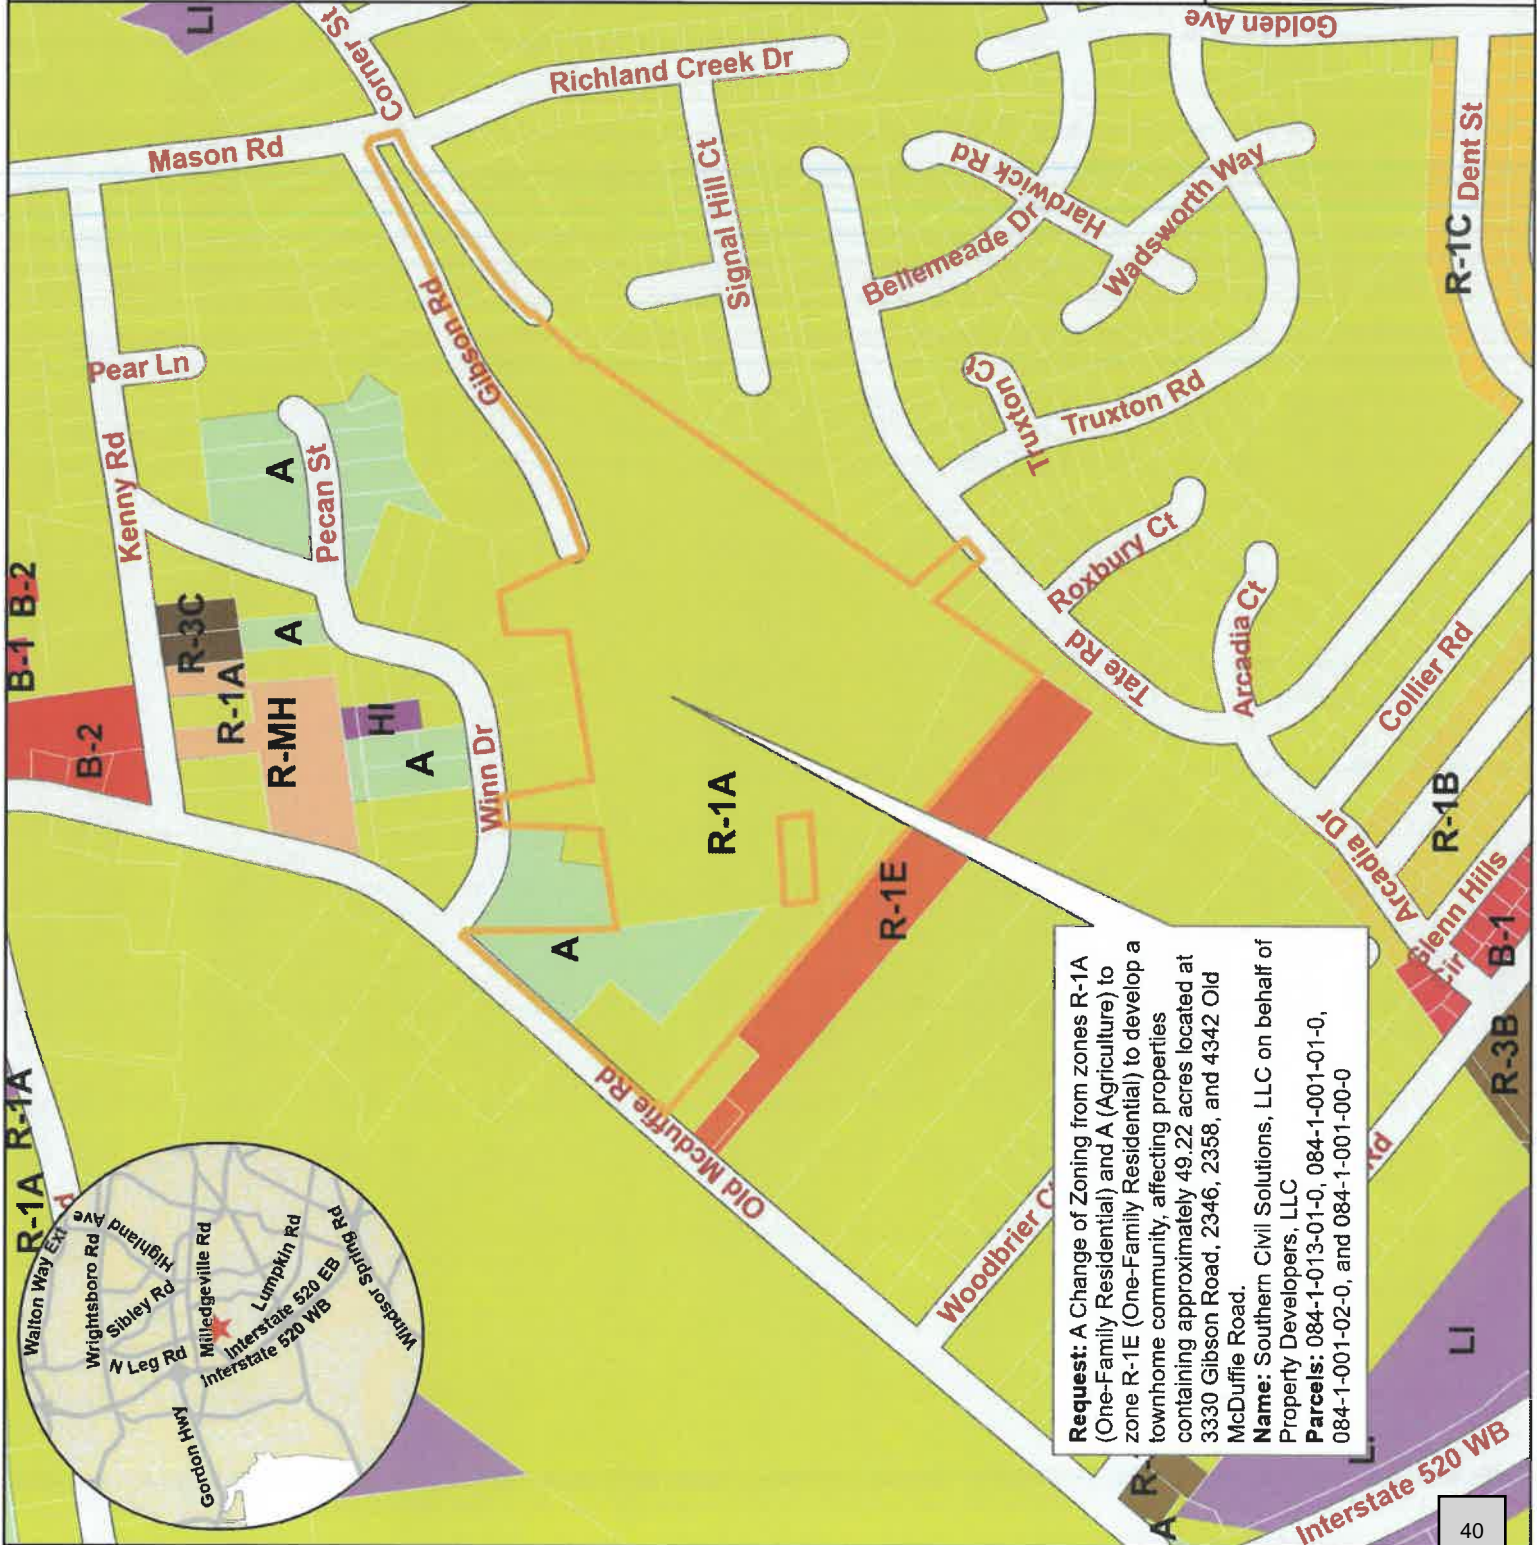 LI
Corner St
Mason Rd
Richland Creek Dr
Golden Ave
Signal Hill Ct
Hardwick Rd
Bellemeade Dr
Wadsworth Way
Dent St
R-1C
Gibson Rd
Pear Ln
Kenny Rd
A
Pecan St
Truxton Ct
Truxton Rd
B-1
B-2
R-3C
A
R-1A
R-MH
HI
A
B-2
Winn Dr
Roxbury Ct
Tate Rd
Arcadia Ct
Collier Rd
R-1A
R-1B
Arcadia Dr
Glenn Hills
Cir
B-1
R-3B
R-1E
A
Old Mcduffie Rd
R-1A
R-1A
Walton Way Ext
Wrightsboro Rd
Highland Ave
Sibley Rd
N Leg Rd
Milledgeville Rd
Lumpkin Rd
Interstate 520 EB
Interstate 520 WB
Windsor Spring Rd
Gordon Hwy
Rd
LI
A
Interstate 520 WB
Request: A Change of Zoning from zones R-1A
(One-Family Residential) and A (Agriculture) to
zone R-1E (One-Family Residential) to develop a
townhome community, affecting properties
containing approximately 49.22 acres located at
3330 Gibson Road, 2346, 2358, and 4342 Old
McDuffie Road.
Name: Southern Civil Solutions, LLC on behalf of
Property Developers, LLC
Parcels: 084-1-013-01-0, 084-1-001-01-0,
084-1-001-02-0, and 084-1-001-00-0
40